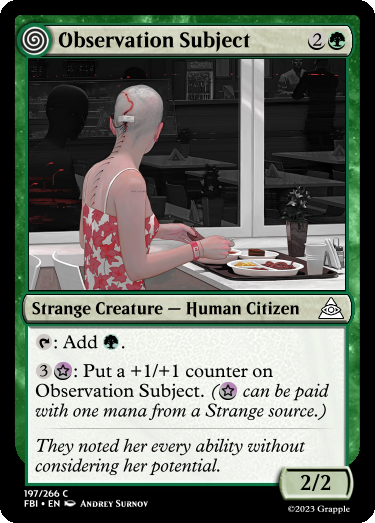 Observation Subject 2
Strange Creature — Human Citizen
: Add .
3 : Put a +1/+1 counter on
Observation Subject. ( can be paid
with one mana from a Strange source.)
They noted her every ability without
considering her potential.
2/2
197/266 C
FBI • EN Andrey Surnov
©2023 Grapple